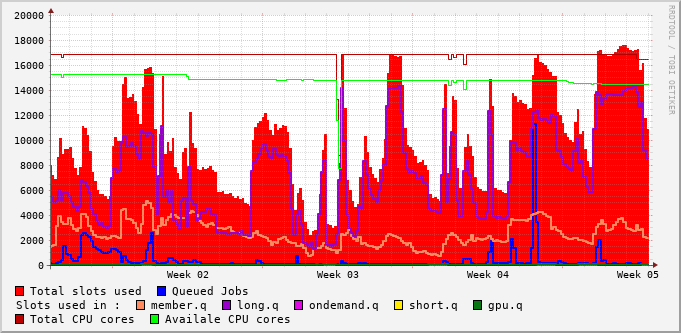 20000
18000
16000
14000
12000
10000
8000
6000
4000
2000
0
RRDTOOL / TOBI OETIKER
Week 02 Week 03 Week 04 Week 05
Total slots used Queued Jobs
Slots used in : member.q long.q ondemand.q short.q gpu.q
Total CPU cores Availale CPU cores